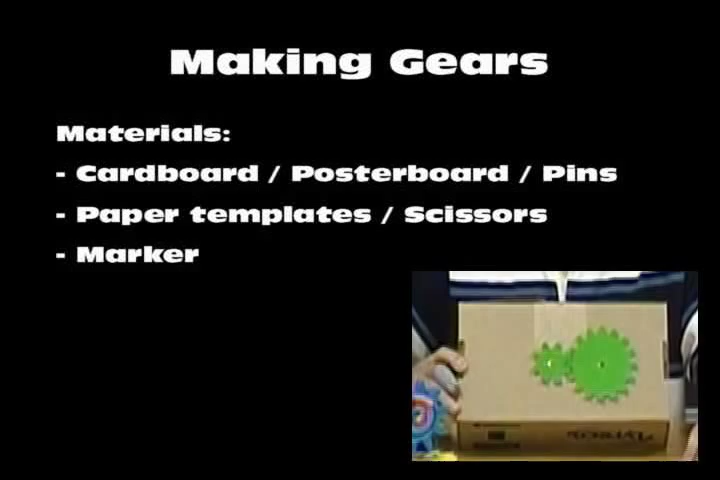 Making Gears
Materials:
- Cardboard / Posterboard / Pins
- Paper templates / Scissors
- Marker